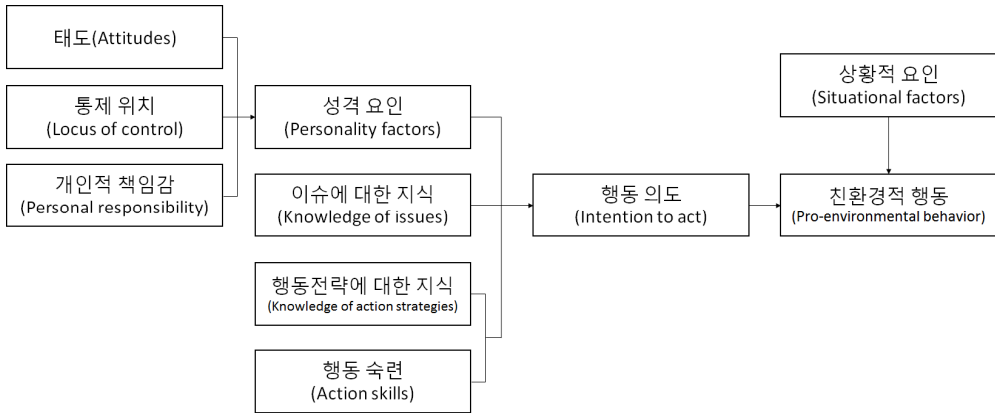 태도(Attitudes)
통제 위치
(Locus of control)
개인적 책임감
(Personal responsibility)
성격 요인
(Personality factors)
이슈에 대한 지식
(Knowledge of issues)
행동전략에 대한 지식
(Knowledge of action strategies)
행동 숙련
(Action skills)
행동 의도
(Intention to act)
상황적 요인
(Situational factors)
친환경적 행동
(Pro-environmental behavior)